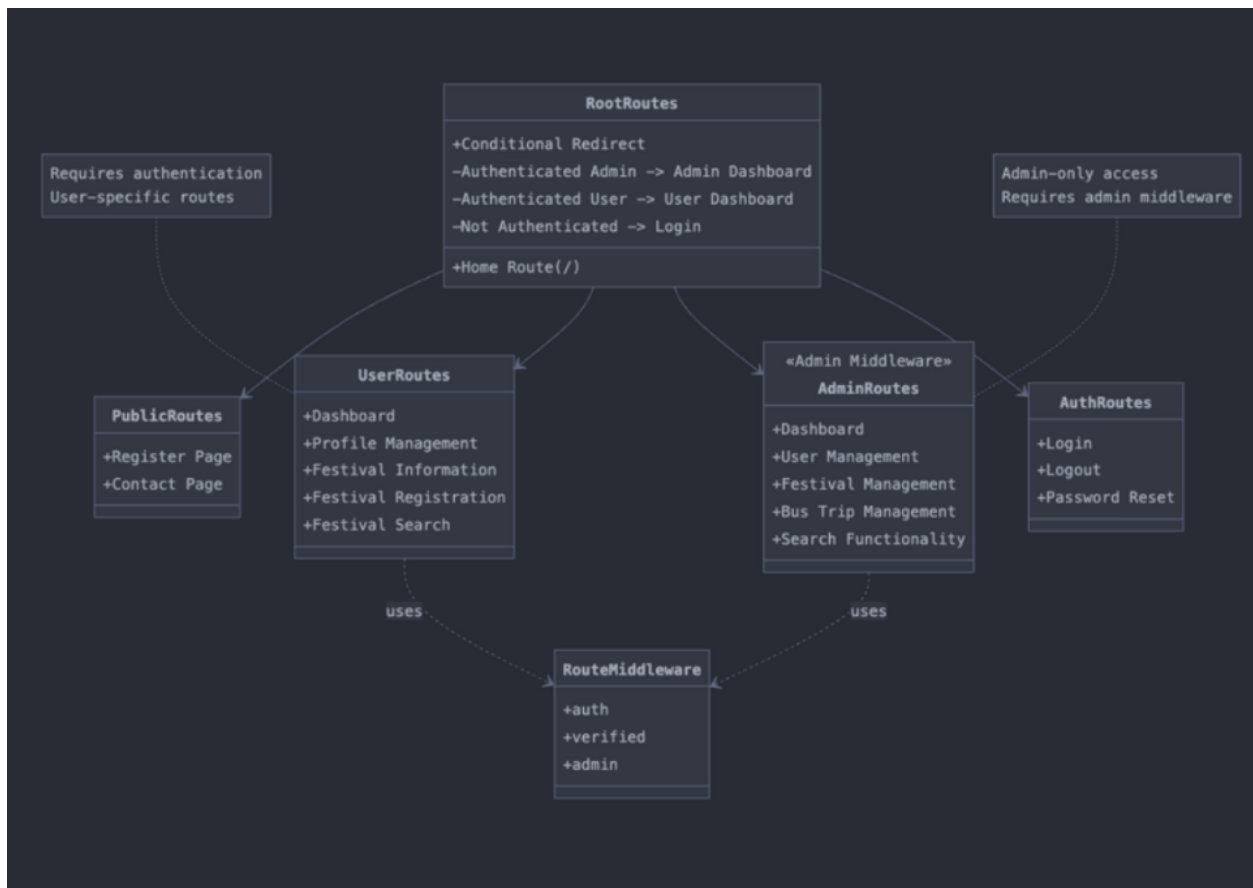 RootRoutes
+Conditional Redirect
−Authenticated Admin −> Admin Dashboard
−Authenticated User −> User Dashboard
−Not Authenticated −> Login
+Home Route(/)
Requires authentication
User−specific routes
Admin−only access
Requires admin middleware
PublicRoutes
+Register Page
+Contact Page
UserRoutes
+Dashboard
+Profile Management
+Festival Information
+Festival Registration
+Festival Search
«Admin Middleware»
AdminRoutes
+Dashboard
+User Management
+Festival Management
+Bus Trip Management
+Search Functionality
AuthRoutes
+Login
+Logout
+Password Reset
uses
uses
RouteMiddleware
+auth
+verified
+admin